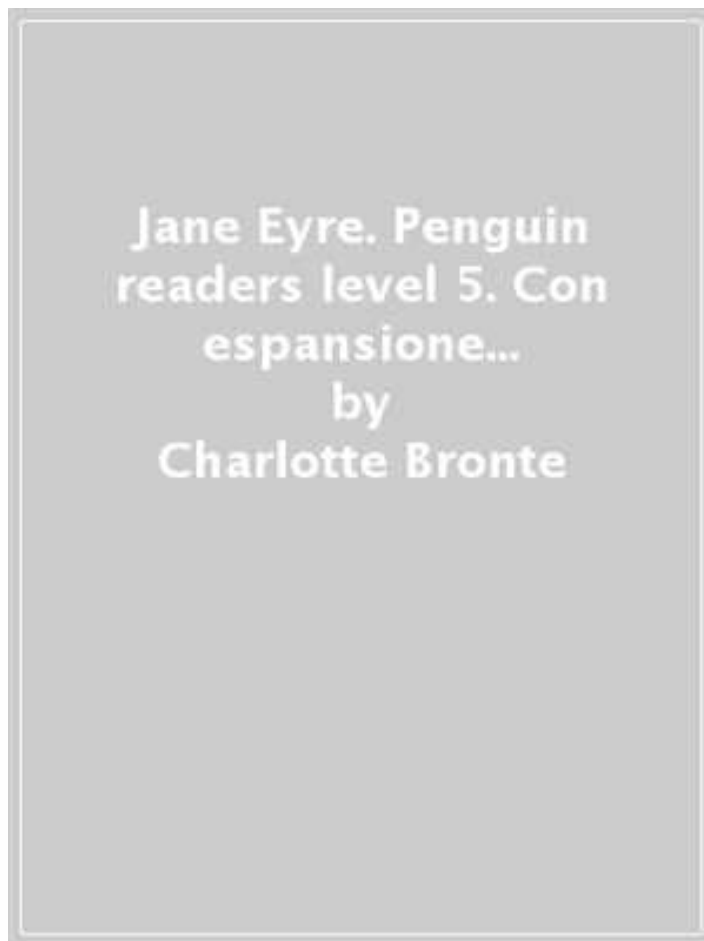 Jane Eyre. Penguin
readers level 5. Con
espansione...
by
Charlotte Bronte